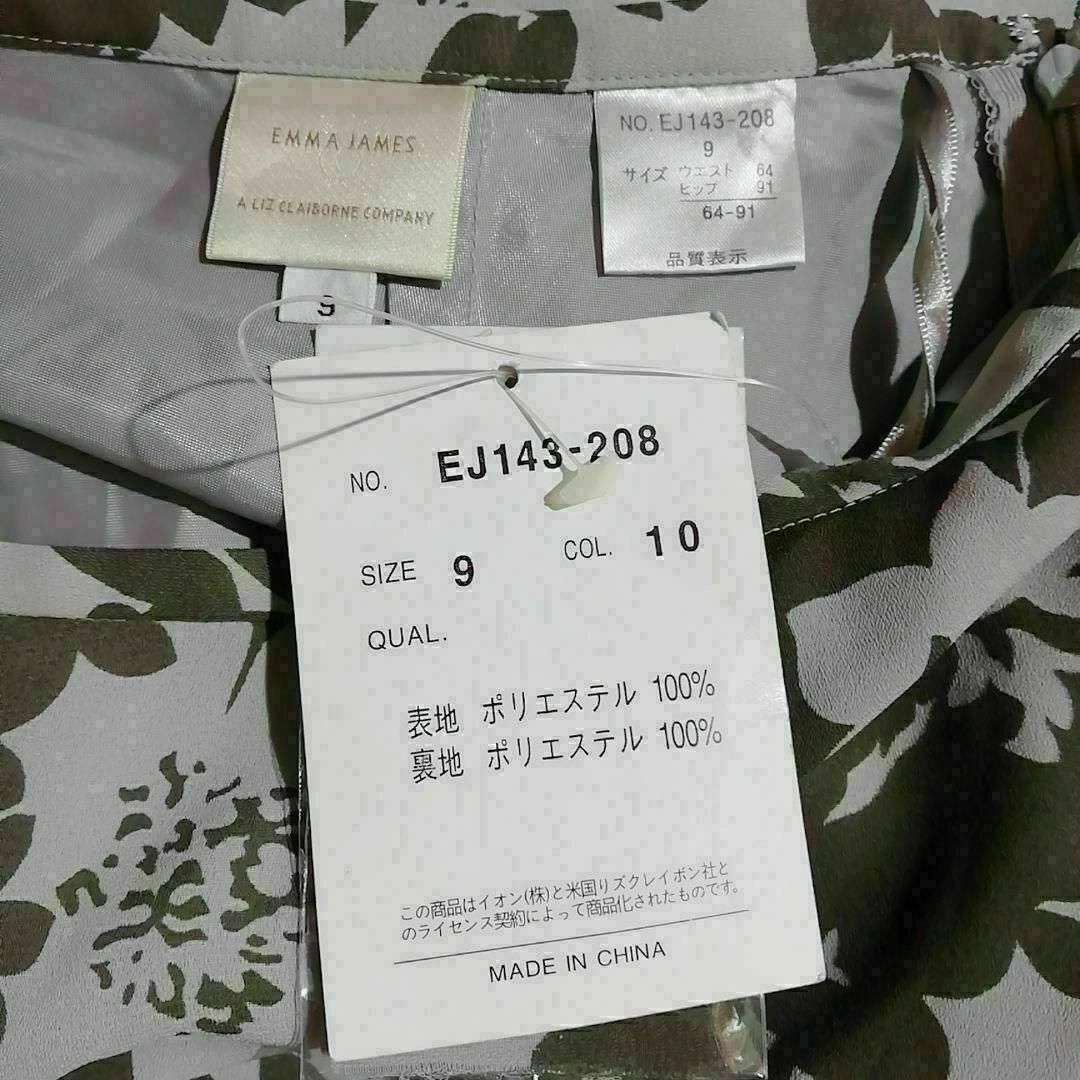 EMMA JAMES
A LIZ CLAIBORNE COMPANY
9
NO. EJ143-208
9
サイズ ウエスト 64
ヒップ 91
64-91
品質表示
NO. EJ143-208
SIZE 9 COL. 10
QUAL.
表地 ポリエステル 100%
裏地 ポリエステル 100%
この商品はイオン(株)と米国リズクレイボン社と
のライセンス契約によって商品化されたものです。
MADE IN CHINA